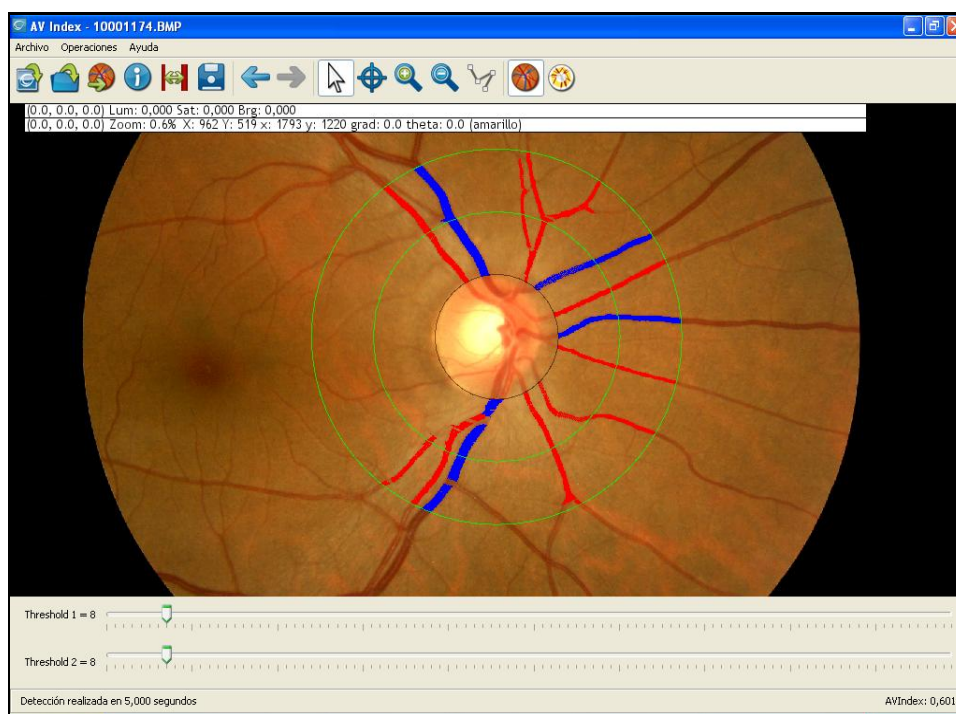 AV Index - 10001174.BMP
Archivo Operaciones Ayuda
(0.0, 0.0, 0.0) Lum: 0,000 Sat: 0,000 Brg: 0,000
(0.0, 0.0, 0.0) Zoom: 0.6% X: 962 Y: 519 x: 1793 y: 1220 grad: 0.0 theta: 0.0 (amarillo)
Threshold 1 = 8
Threshold 2 = 8
Detección realizada en 5,000 segundos AVIndex: 0,601